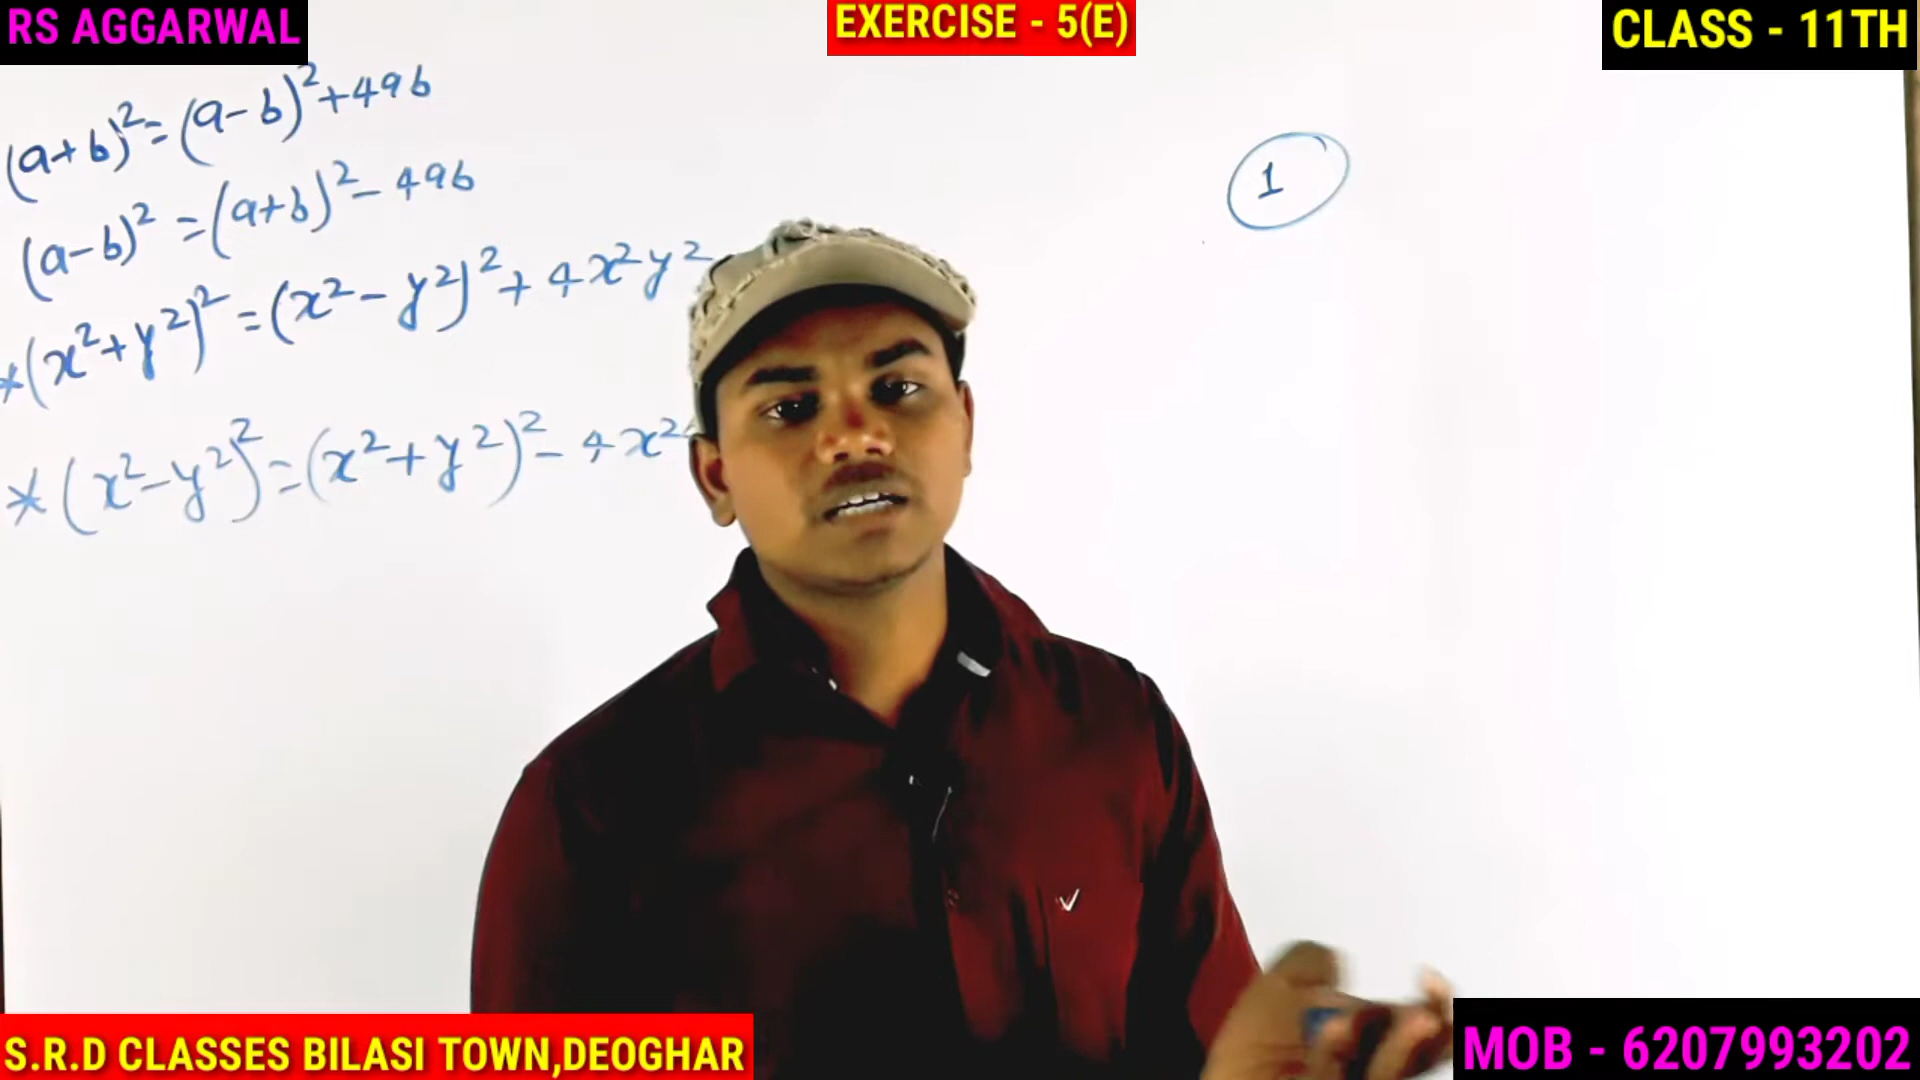 RS AGGARWAL
EXERCISE - 5(E)
CLASS - 11TH
(a+b)²=(a-b)²+4ab
(a-b)²=(a+b)²-4ab
*(x²+y²)²=(x²-y²)²+4x²y²
*(x²-y²)²=(x²+y²)²-4x²
1
S.R.D CLASSES BILASI TOWN,DEOGHAR
MOB - 6207993202